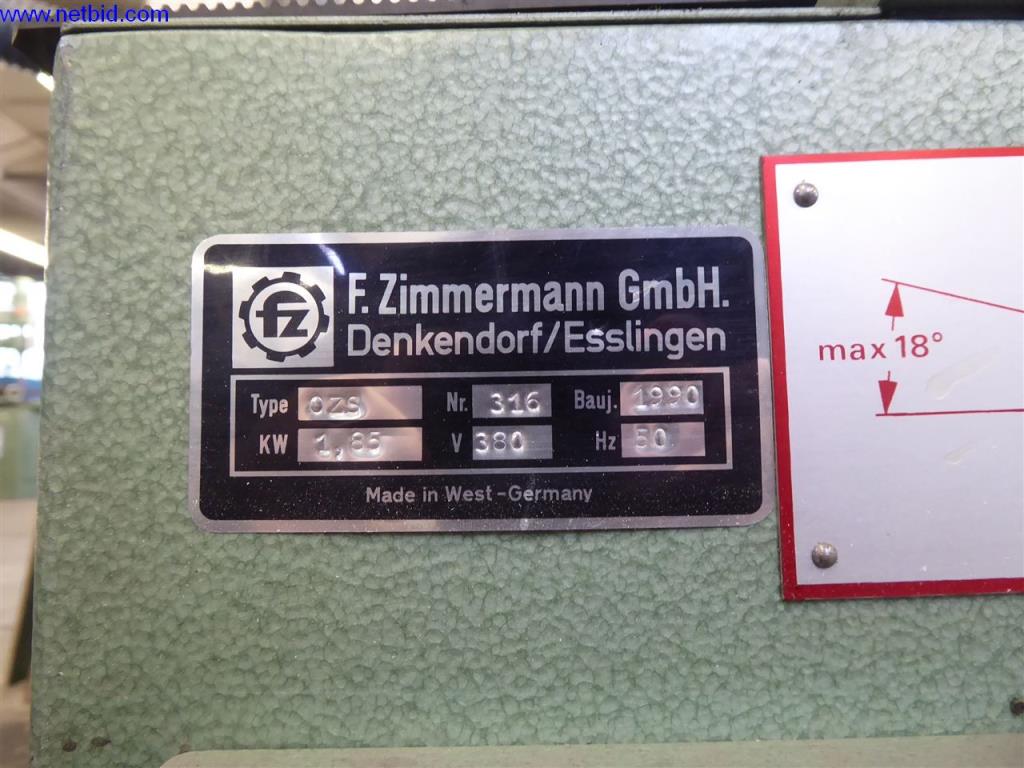 www.netbid.com
fz
F. Zimmermann GmbH.
Denkendorf/Esslingen
Type OZS Nr. 316 Bauj. 1990
KW 1,85 V 380 Hz 50
Made in West-Germany
max 18°